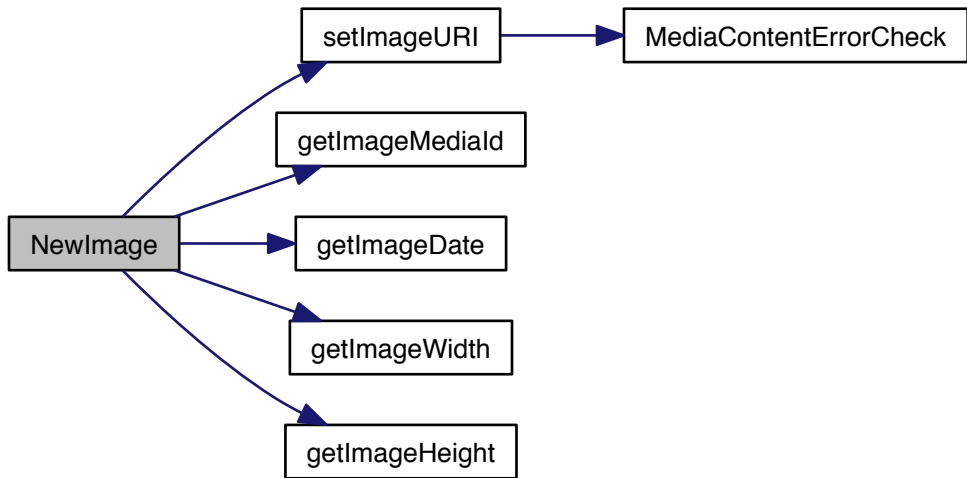 setImageURI
MediaContentErrorCheck
getImageMediaId
NewImage
getImageDate
getImageWidth
getImageHeight